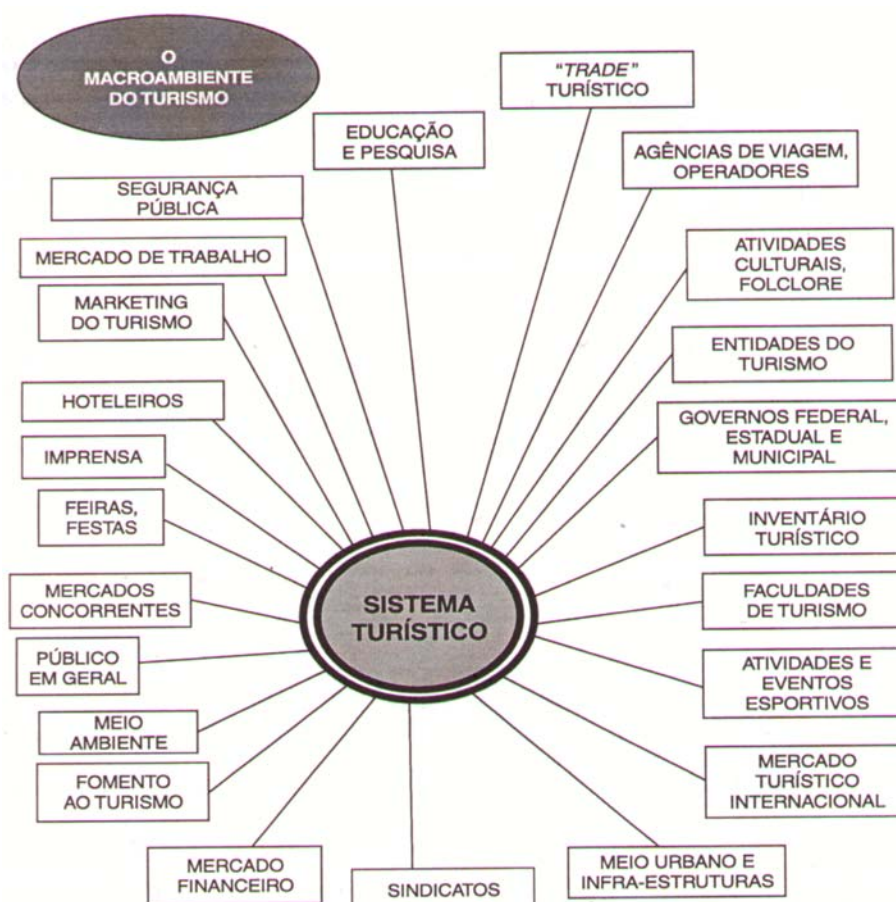 O
MACROAMBIENTE
DO TURISMO
"TRADE"
TURÍSTICO
EDUCAÇÃO
E PESQUISA
AGÊNCIAS DE VIAGEM,
OPERADORES
SEGURANÇA
PÚBLICA
MERCADO DE TRABALHO
ATIVIDADES
CULTURAIS,
FOLCLORE
MARKETING
DO TURISMO
ENTIDADES DO
TURISMO
HOTELEIROS
GOVERNOS FEDERAL,
ESTADUAL E
MUNICIPAL
IMPRENSA
FEIRAS,
FESTAS
INVENTÁRIO
TURÍSTICO
MERCADOS
CONCORRENTES
SISTEMA
TURÍSTICO
FACULDADES
DE TURISMO
PÚBLICO
EM GERAL
ATIVIDADES E
EVENTOS
ESPORTIVOS
MEIO
AMBIENTE
FOMENTO
AO TURISMO
MERCADO
TURÍSTICO
INTERNACIONAL
MERCADO
FINANCEIRO
SINDICATOS
MEIO URBANO E
INFRA-ESTRUTURAS